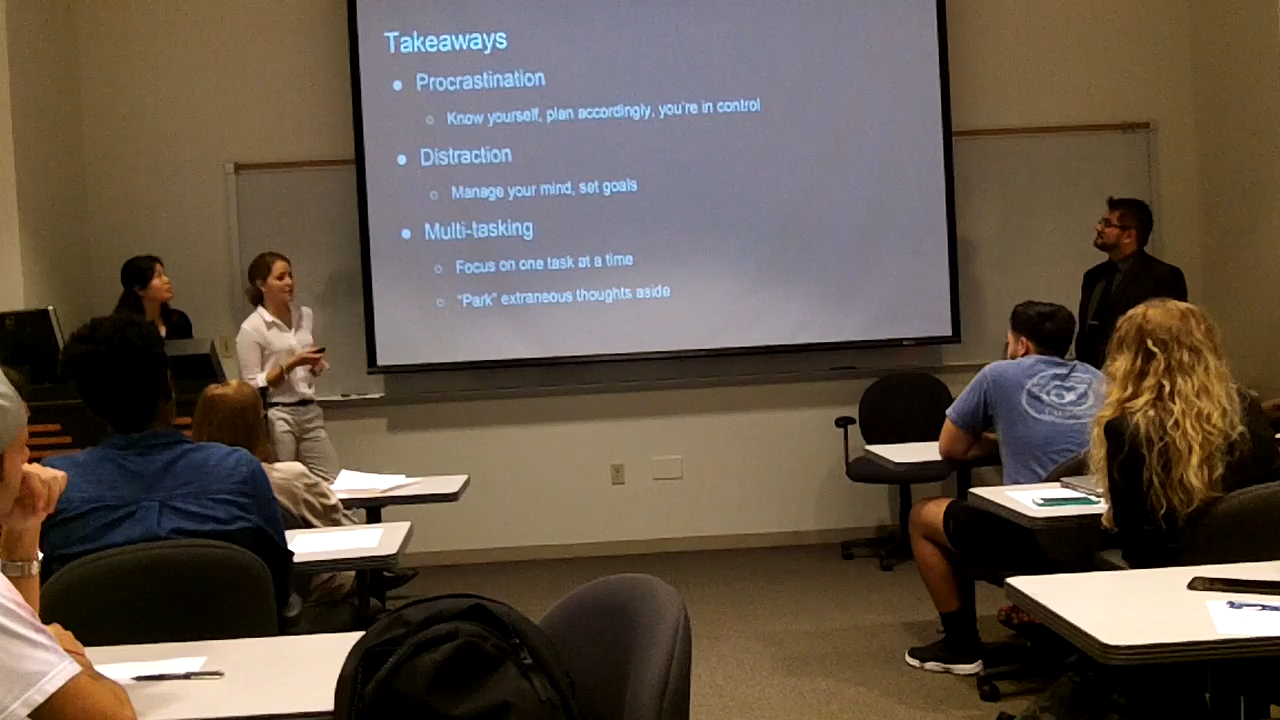 Takeaways
● Procrastination
○ Know yourself, plan accordingly, you're in control
● Distraction
○ Manage your mind, set goals
● Multi-tasking
○ Focus on one task at a time
○ "Park" extraneous thoughts aside